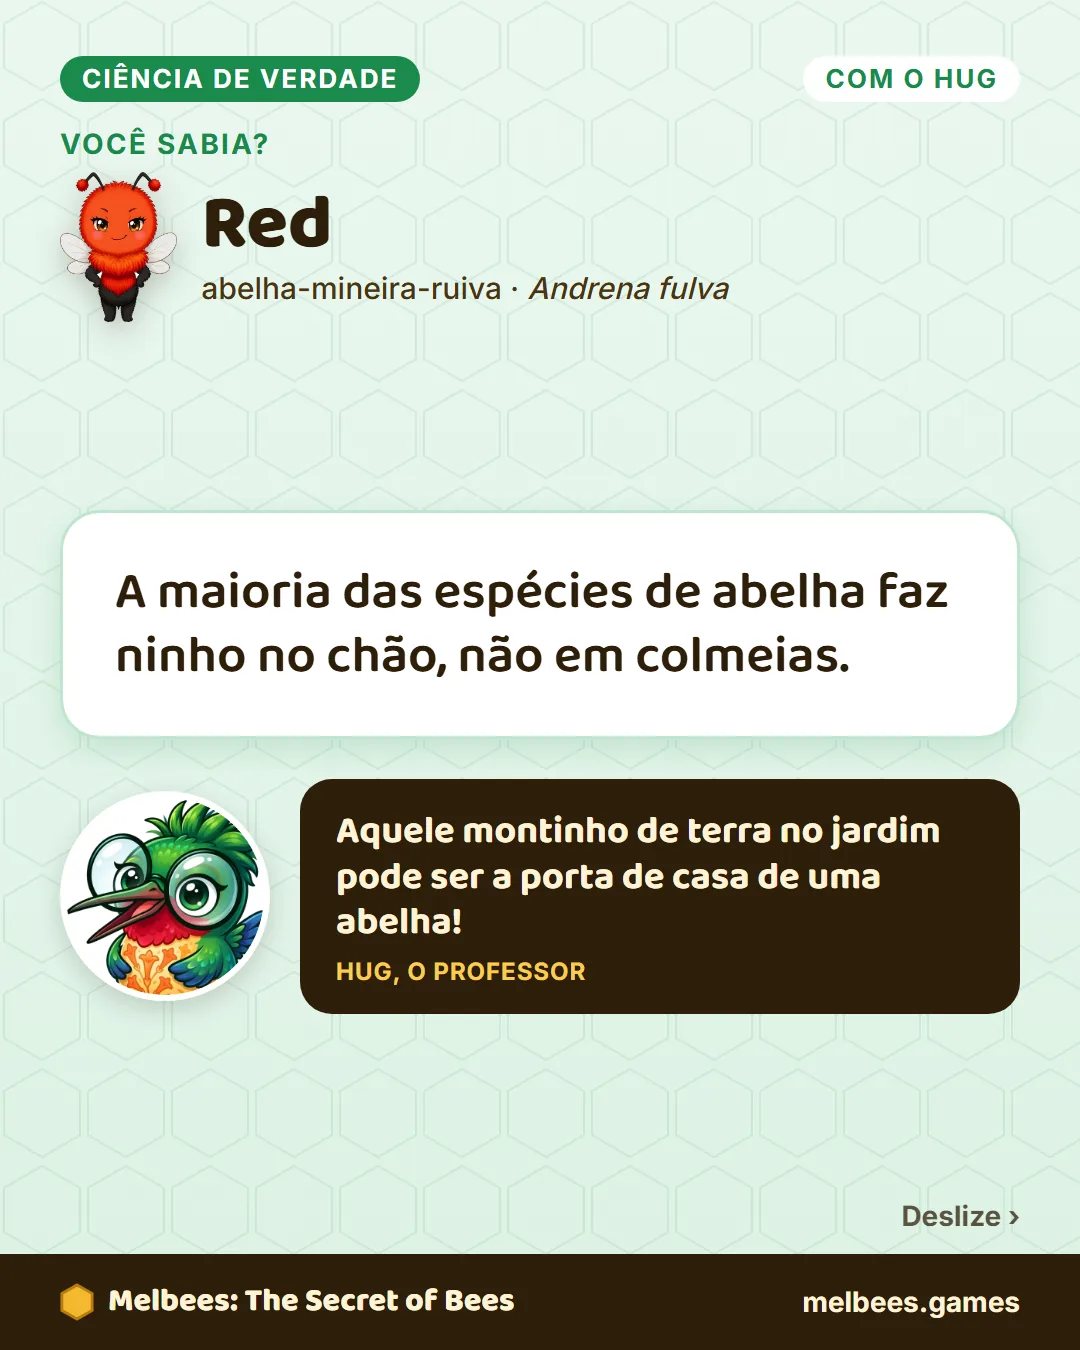 CIÊNCIA DE VERDADE
COM O HUG
VOCÊ SABIA?
Red
abelha-mineira-ruiva · Andrena fulva
A maioria das espécies de abelha faz
ninho no chão, não em colmeias.
Aquele montinho de terra no jardim
pode ser a porta de casa de uma
abelha!
HUG, O PROFESSOR
Deslize ›
Melbees: The Secret of Bees
melbees.games